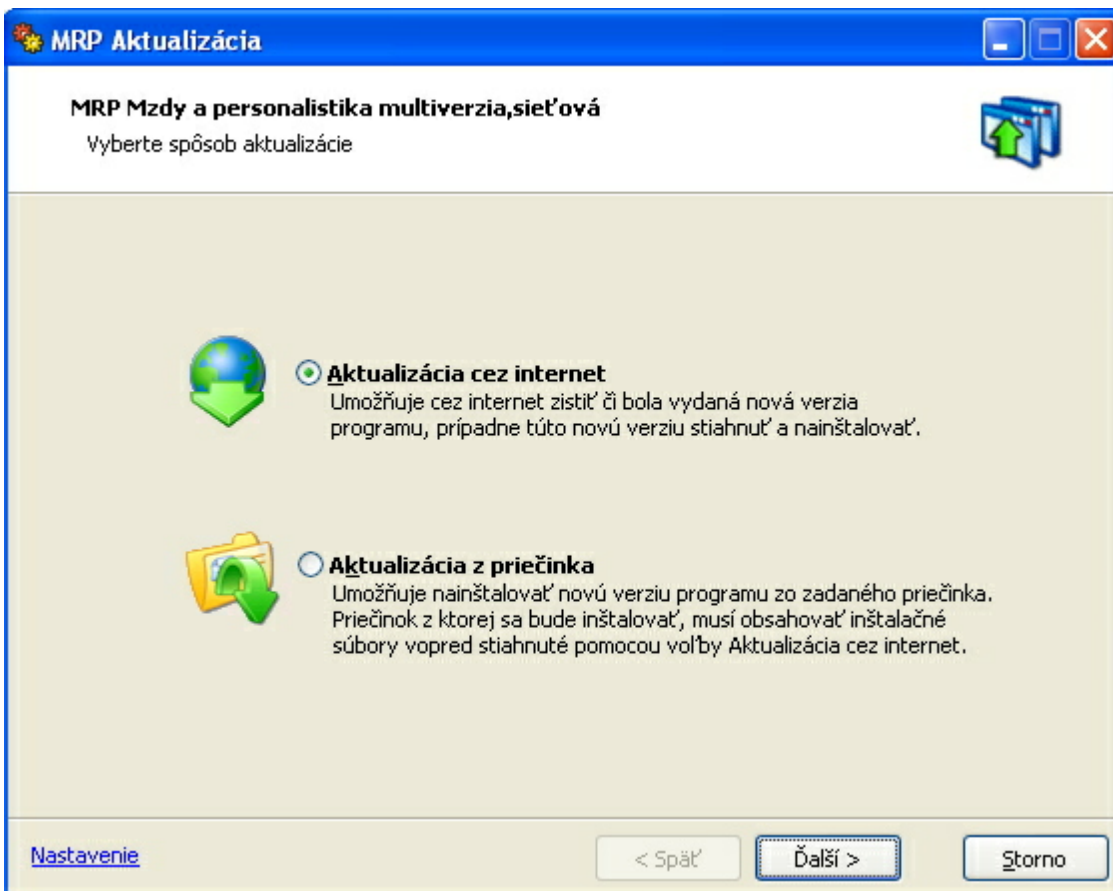 MRP Aktualizácia
MRP Mzdy a personalistika multiverzia,sieťová
Vyberte spôsob aktualizácie
Aktualizácia cez internet
Umožňuje cez internet zistiť či bola vydaná nová verzia
programu, prípadne túto novú verziu stiahnuť a nainštalovať.
Aktualizácia z priečinka
Umožňuje nainštalovať novú verziu programu zo zadaného priečinka.
Priečinok z ktorej sa bude inštalovať, musí obsahovať inštalačné
súbory vopred stiahnuté pomocou voľby Aktualizácia cez internet.
Nastavenie
< Späť
Ďalší >
Storno